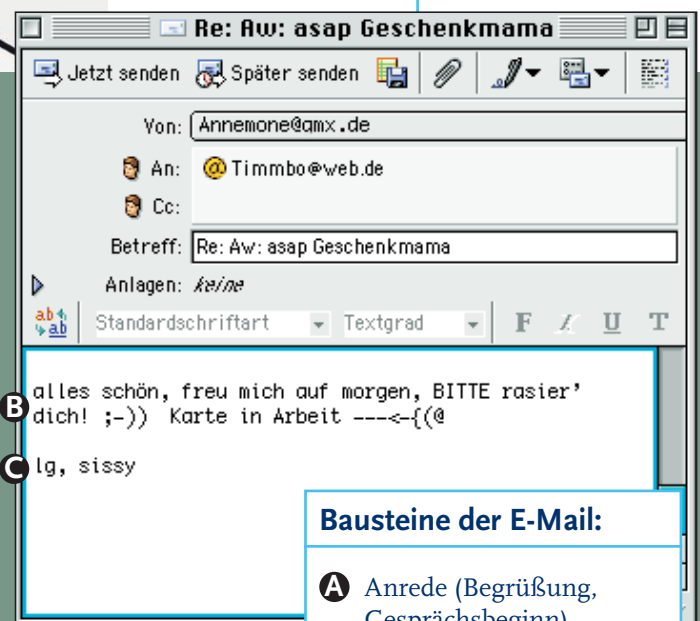 Re: Aw: asap Geschenkmama
Jetzt senden Später senden
Von: Annemone@gmx.de
An: @Timmbo@web.de
Cc:
Betreff: Re: Aw: asap Geschenkmama
Anlagen: keine
Standardschriftart Textgrad F K U T
B alles schön, freu mich auf morgen, BITTE rasier'
dich! ;-)) Karte in Arbeit ---<-{(@
C lg, sissy
Bausteine der E-Mail:
A Anrede (Begrüßung,
Gesprächsbeginn)